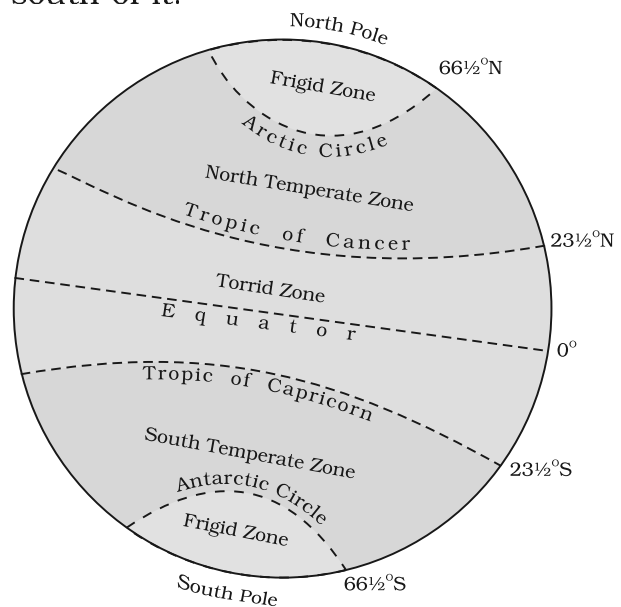 south of it.
North Pole
66½°N
Frigid Zone
Arctic Circle
North Temperate Zone
Tropic of Cancer
23½°N
Torrid Zone
Equator
0°
Tropic of Capricorn
South Temperate Zone
23½°S
Antarctic Circle
Frigid Zone
South Pole
66½°S